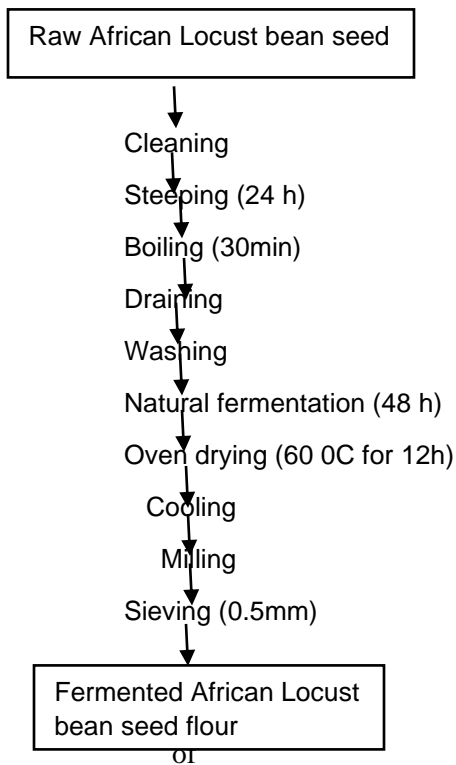 Raw African Locust bean seed
Cleaning
Steeping (24 h)
Boiling (30min)
Draining
Washing
Natural fermentation (48 h)
Oven drying (60 0C for 12h)
Cooling
Milling
Sieving (0.5mm)
Fermented African Locust
bean seed flour
of